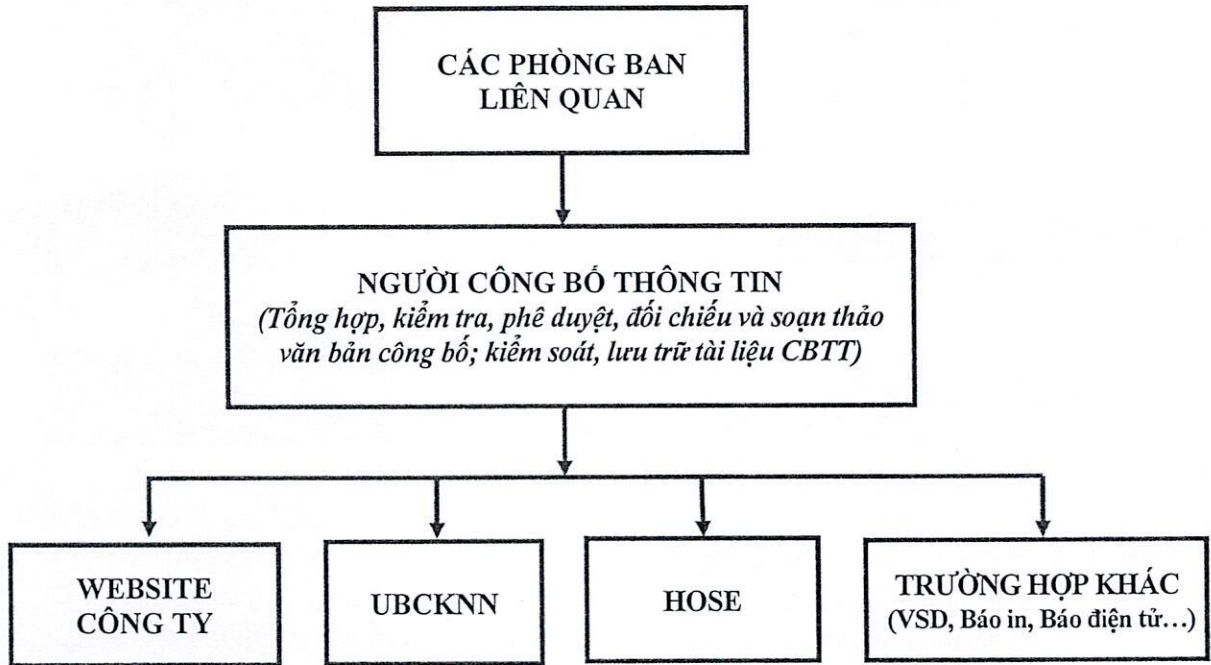 CÁC PHÒNG BAN
LIÊN QUAN
NGƯỜI CÔNG BỐ THÔNG TIN
(Tổng hợp, kiểm tra, phê duyệt, đối chiếu và soạn thảo
văn bản công bố; kiểm soát, lưu trữ tài liệu CBTT)
WEBSITE
CÔNG TY
UBCKNN
HOSE
TRƯỜNG HỢP KHÁC
(VSD, Báo in, Báo điện tử…)